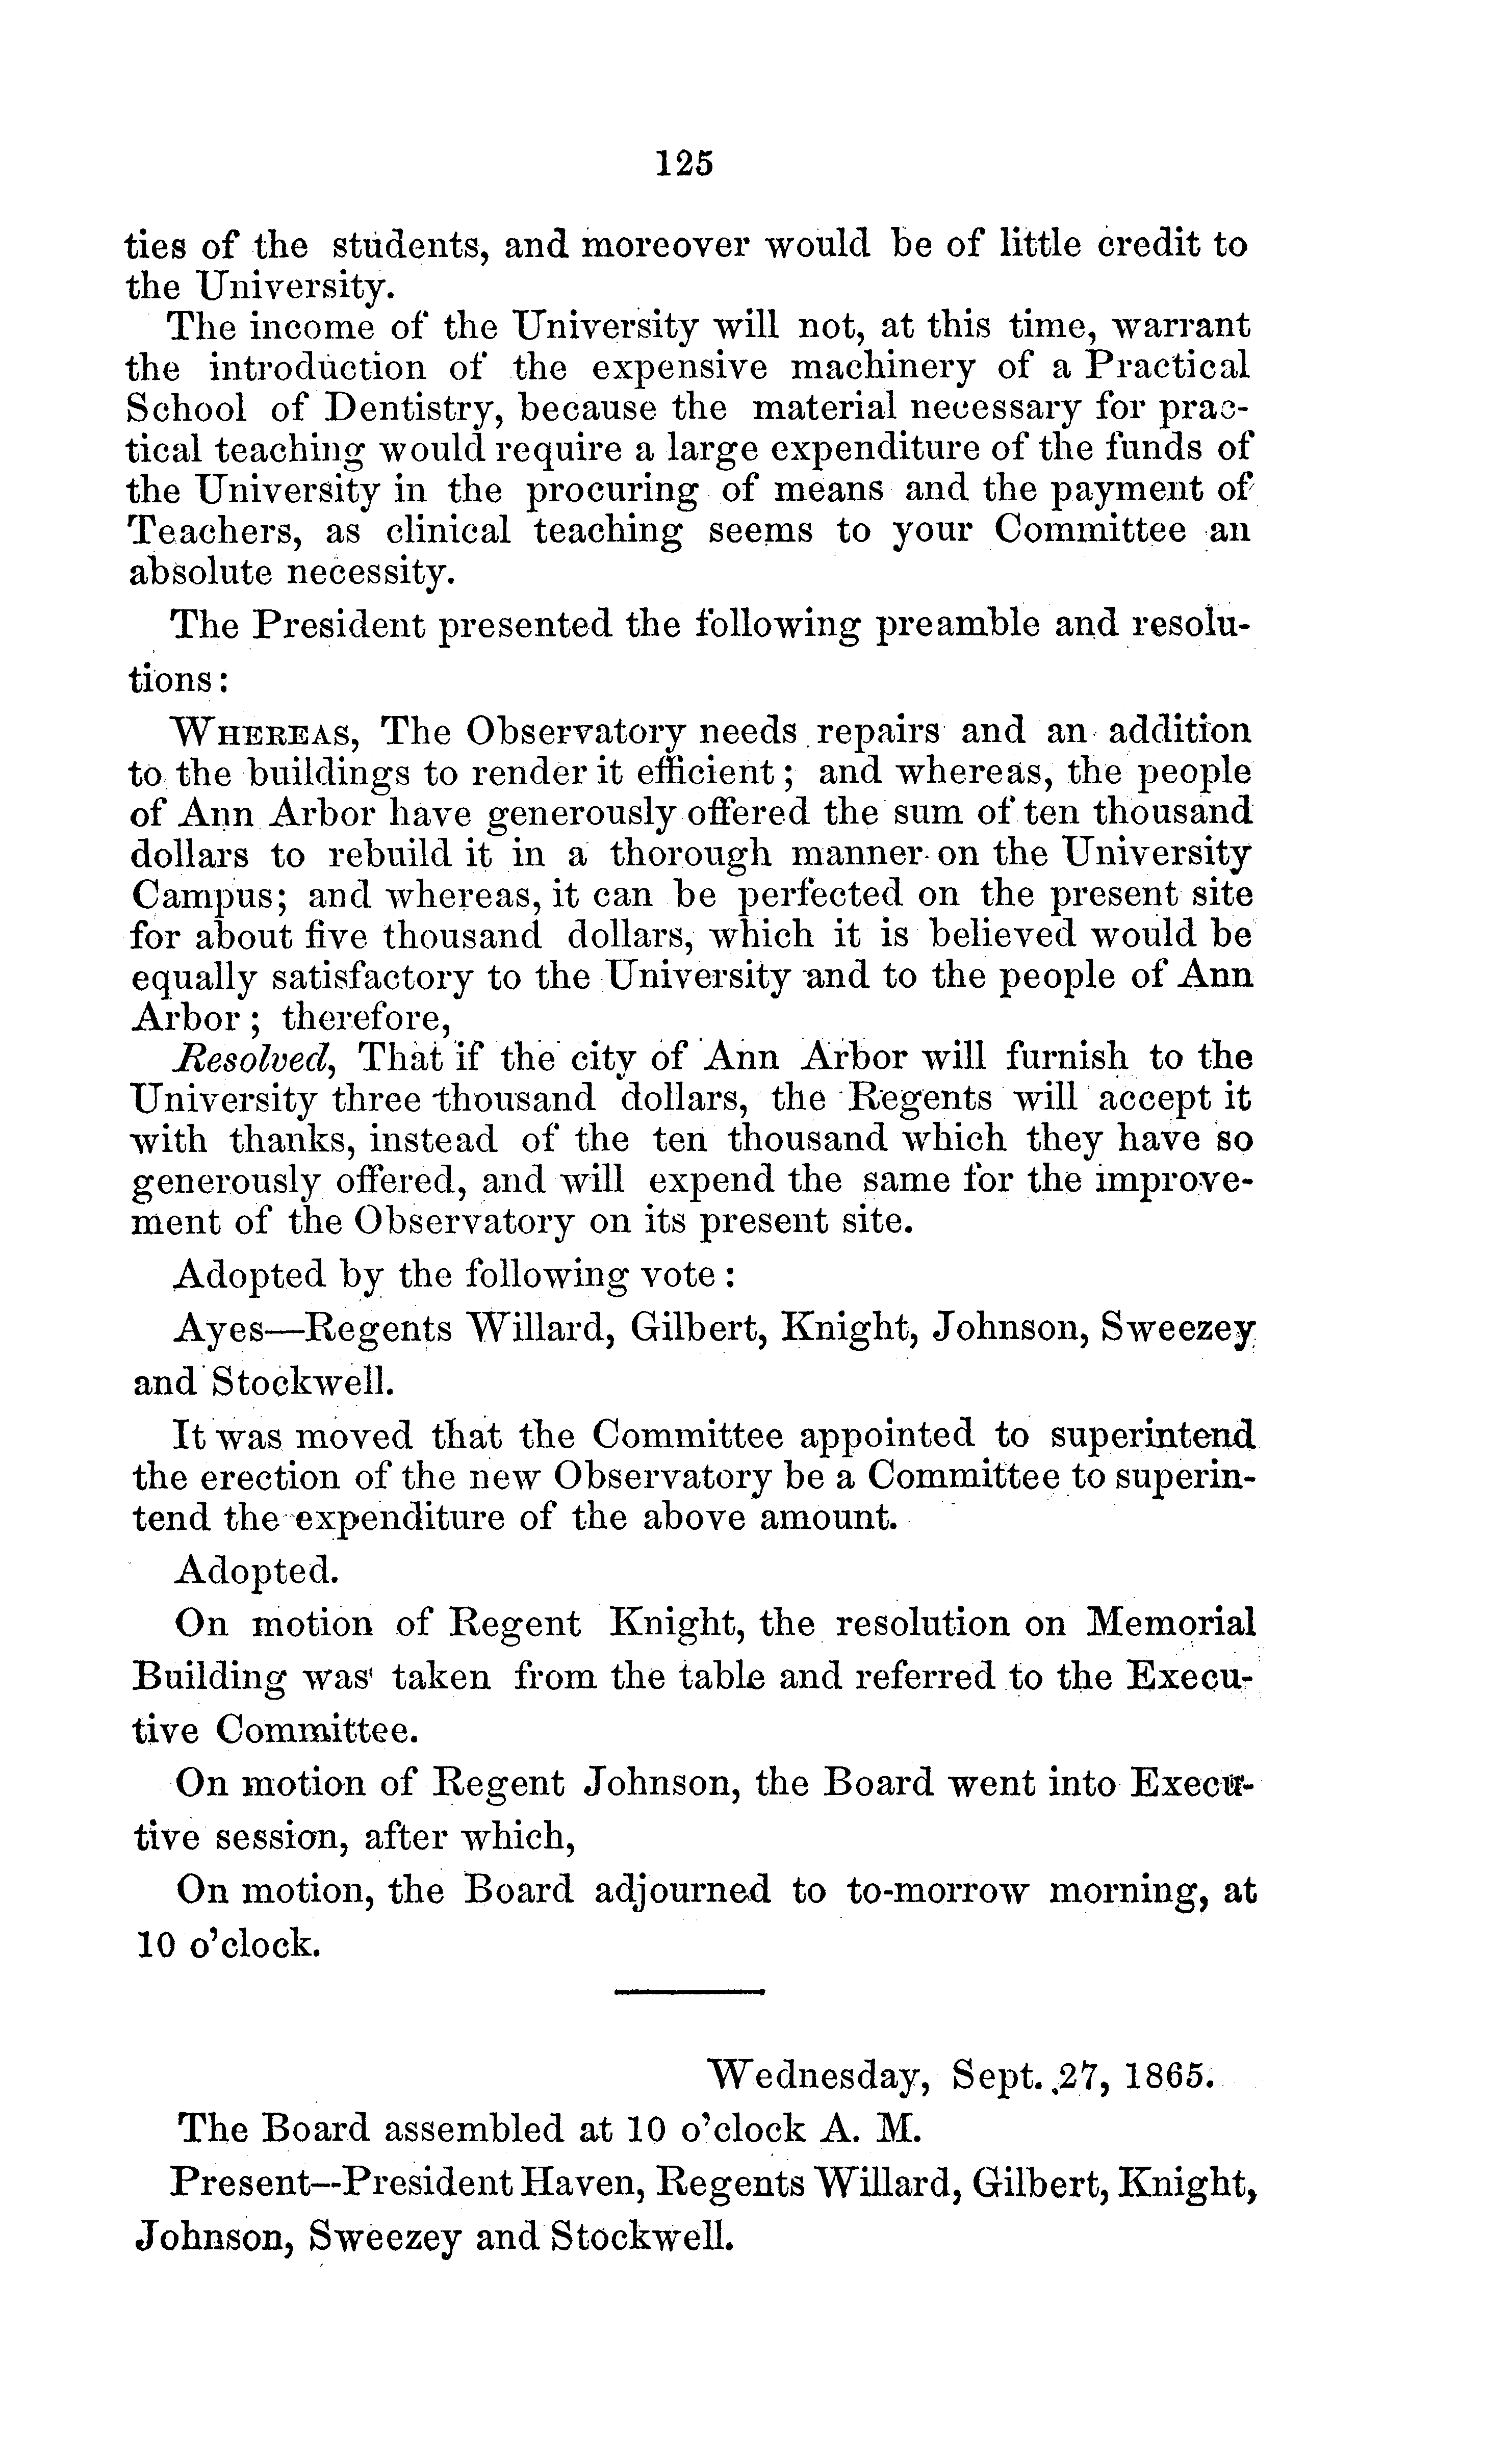 125
ties of the students, and moreover would be of little credit to
the University.
The income of the University will not, at this time, warrant
the introduction of the expensive machinery of a Practical
School of Dentistry, because the material necessary for prac-
tical teaching would require a large expenditure of the funds of
the University in the procuring of means and the payment of
Teachers, as clinical teaching seems to your Committee an
absolute necessity.
The President presented the following preamble and resolu-
tions:
WHEREAS, The Observatory needs repairs and an addition
to the buildings to render it efficient; and whereas, the people
of Ann Arbor have generously offered the sum of ten thousand
dollars to rebuild it in a thorough manner on the University
Campus; and whereas, it can be perfected on the present site
for about five thousand dollars, which it is believed would be
equally satisfactory to the University and to the people of Ann
Arbor; therefore,
Resolved, That if the city of Ann Arbor will furnish to the
University three thousand dollars, the Regents will accept it
with thanks, instead of the ten thousand which they have so
generously offered, and will expend the same for the improve-
ment of the Observatory on its present site.
Adopted by the following vote:
Ayes—Regents Willard, Gilbert, Knight, Johnson, Sweezey
and Stockwell.
It was moved that the Committee appointed to superintend
the erection of the new Observatory be a Committee to superin-
tend the expenditure of the above amount.
Adopted.
On motion of Regent Knight, the resolution on Memorial
Building was taken from the table and referred to the Execu-
tive Committee.
On motion of Regent Johnson, the Board went into Execu-
tive session, after which,
On motion, the Board adjourned to to-morrow morning, at
10 o'clock.
Wednesday, Sept. 27, 1865.
The Board assembled at 10 o'clock A. M.
Present—President Haven, Regents Willard, Gilbert, Knight,
Johnson, Sweezey and Stockwell.